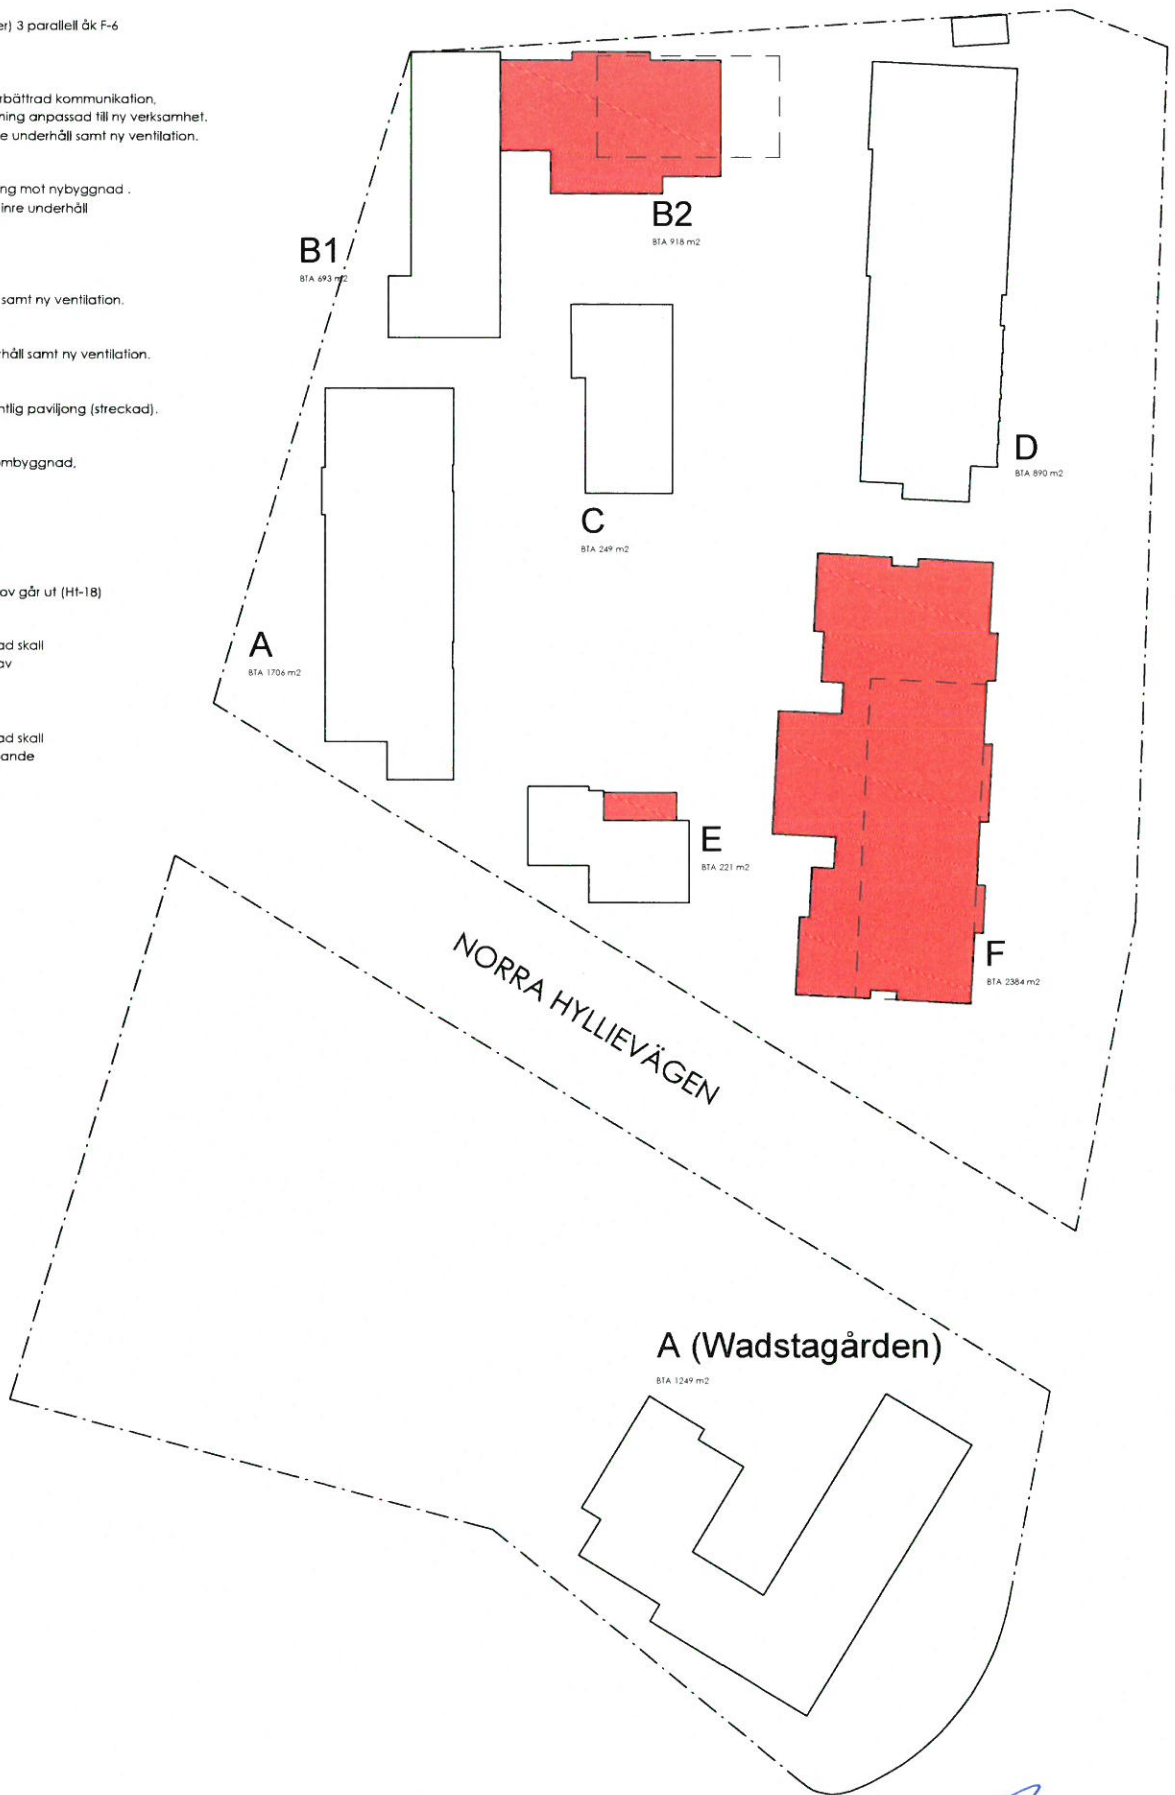 er) 3 parallell åk F-6
rbättrad kommunikation,
ning anpassad till ny verksamhet.
e underhåll samt ny ventilation.
ng mot nybyggnad .
inre underhåll
samt ny ventilation.
håll samt ny ventilation.
ntlig paviljong (streckad).
ombyggnad,
ov går ut (Ht-18)
ad skall
av
ad skall
ande
B1
BTA 693 m2
B2
BTA 918 m2
C
BTA 249 m2
D
BTA 890 m2
A
BTA 1706 m2
E
BTA 221 m2
F
BTA 2384 m2
NORRA HYLLIEVÄGEN
A (Wadstagården)
BTA 1249 m2